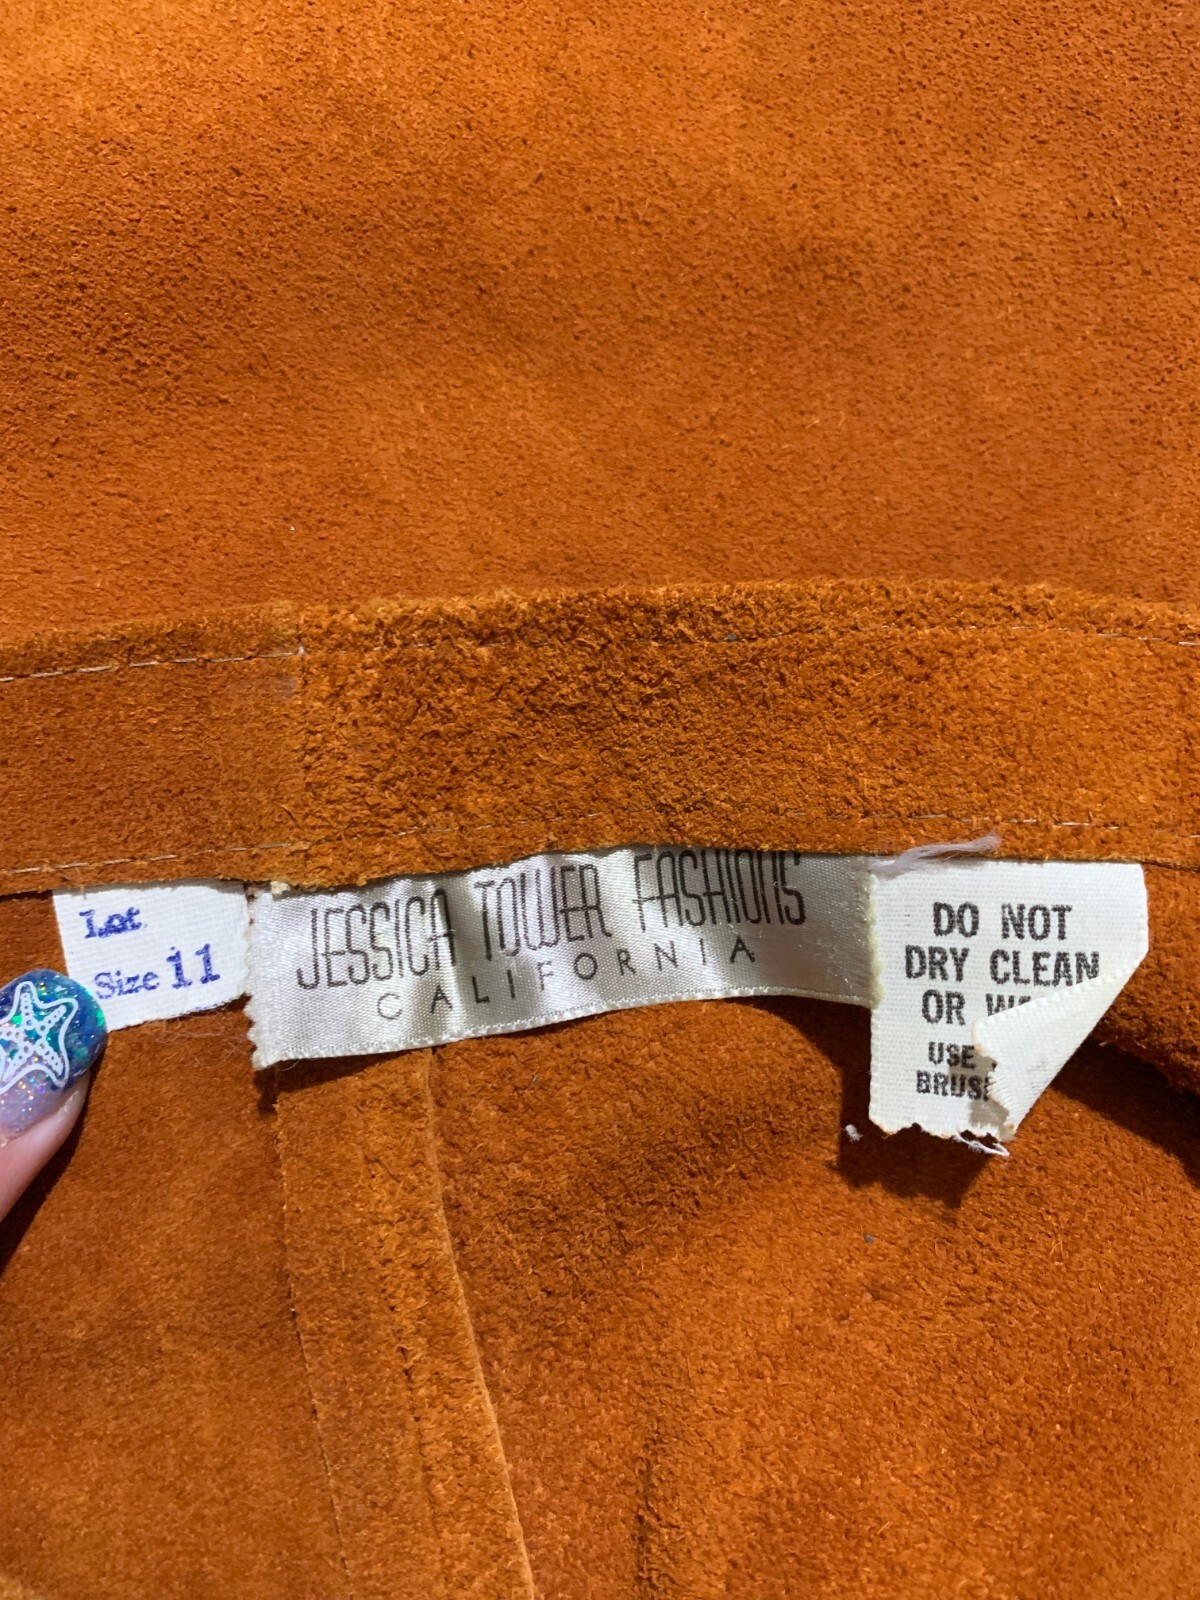 Lot
Size 11
JESSICA TOWER FASHIONS
CALIFORNIA
DO NOT
DRY CLEAN
OR
USE